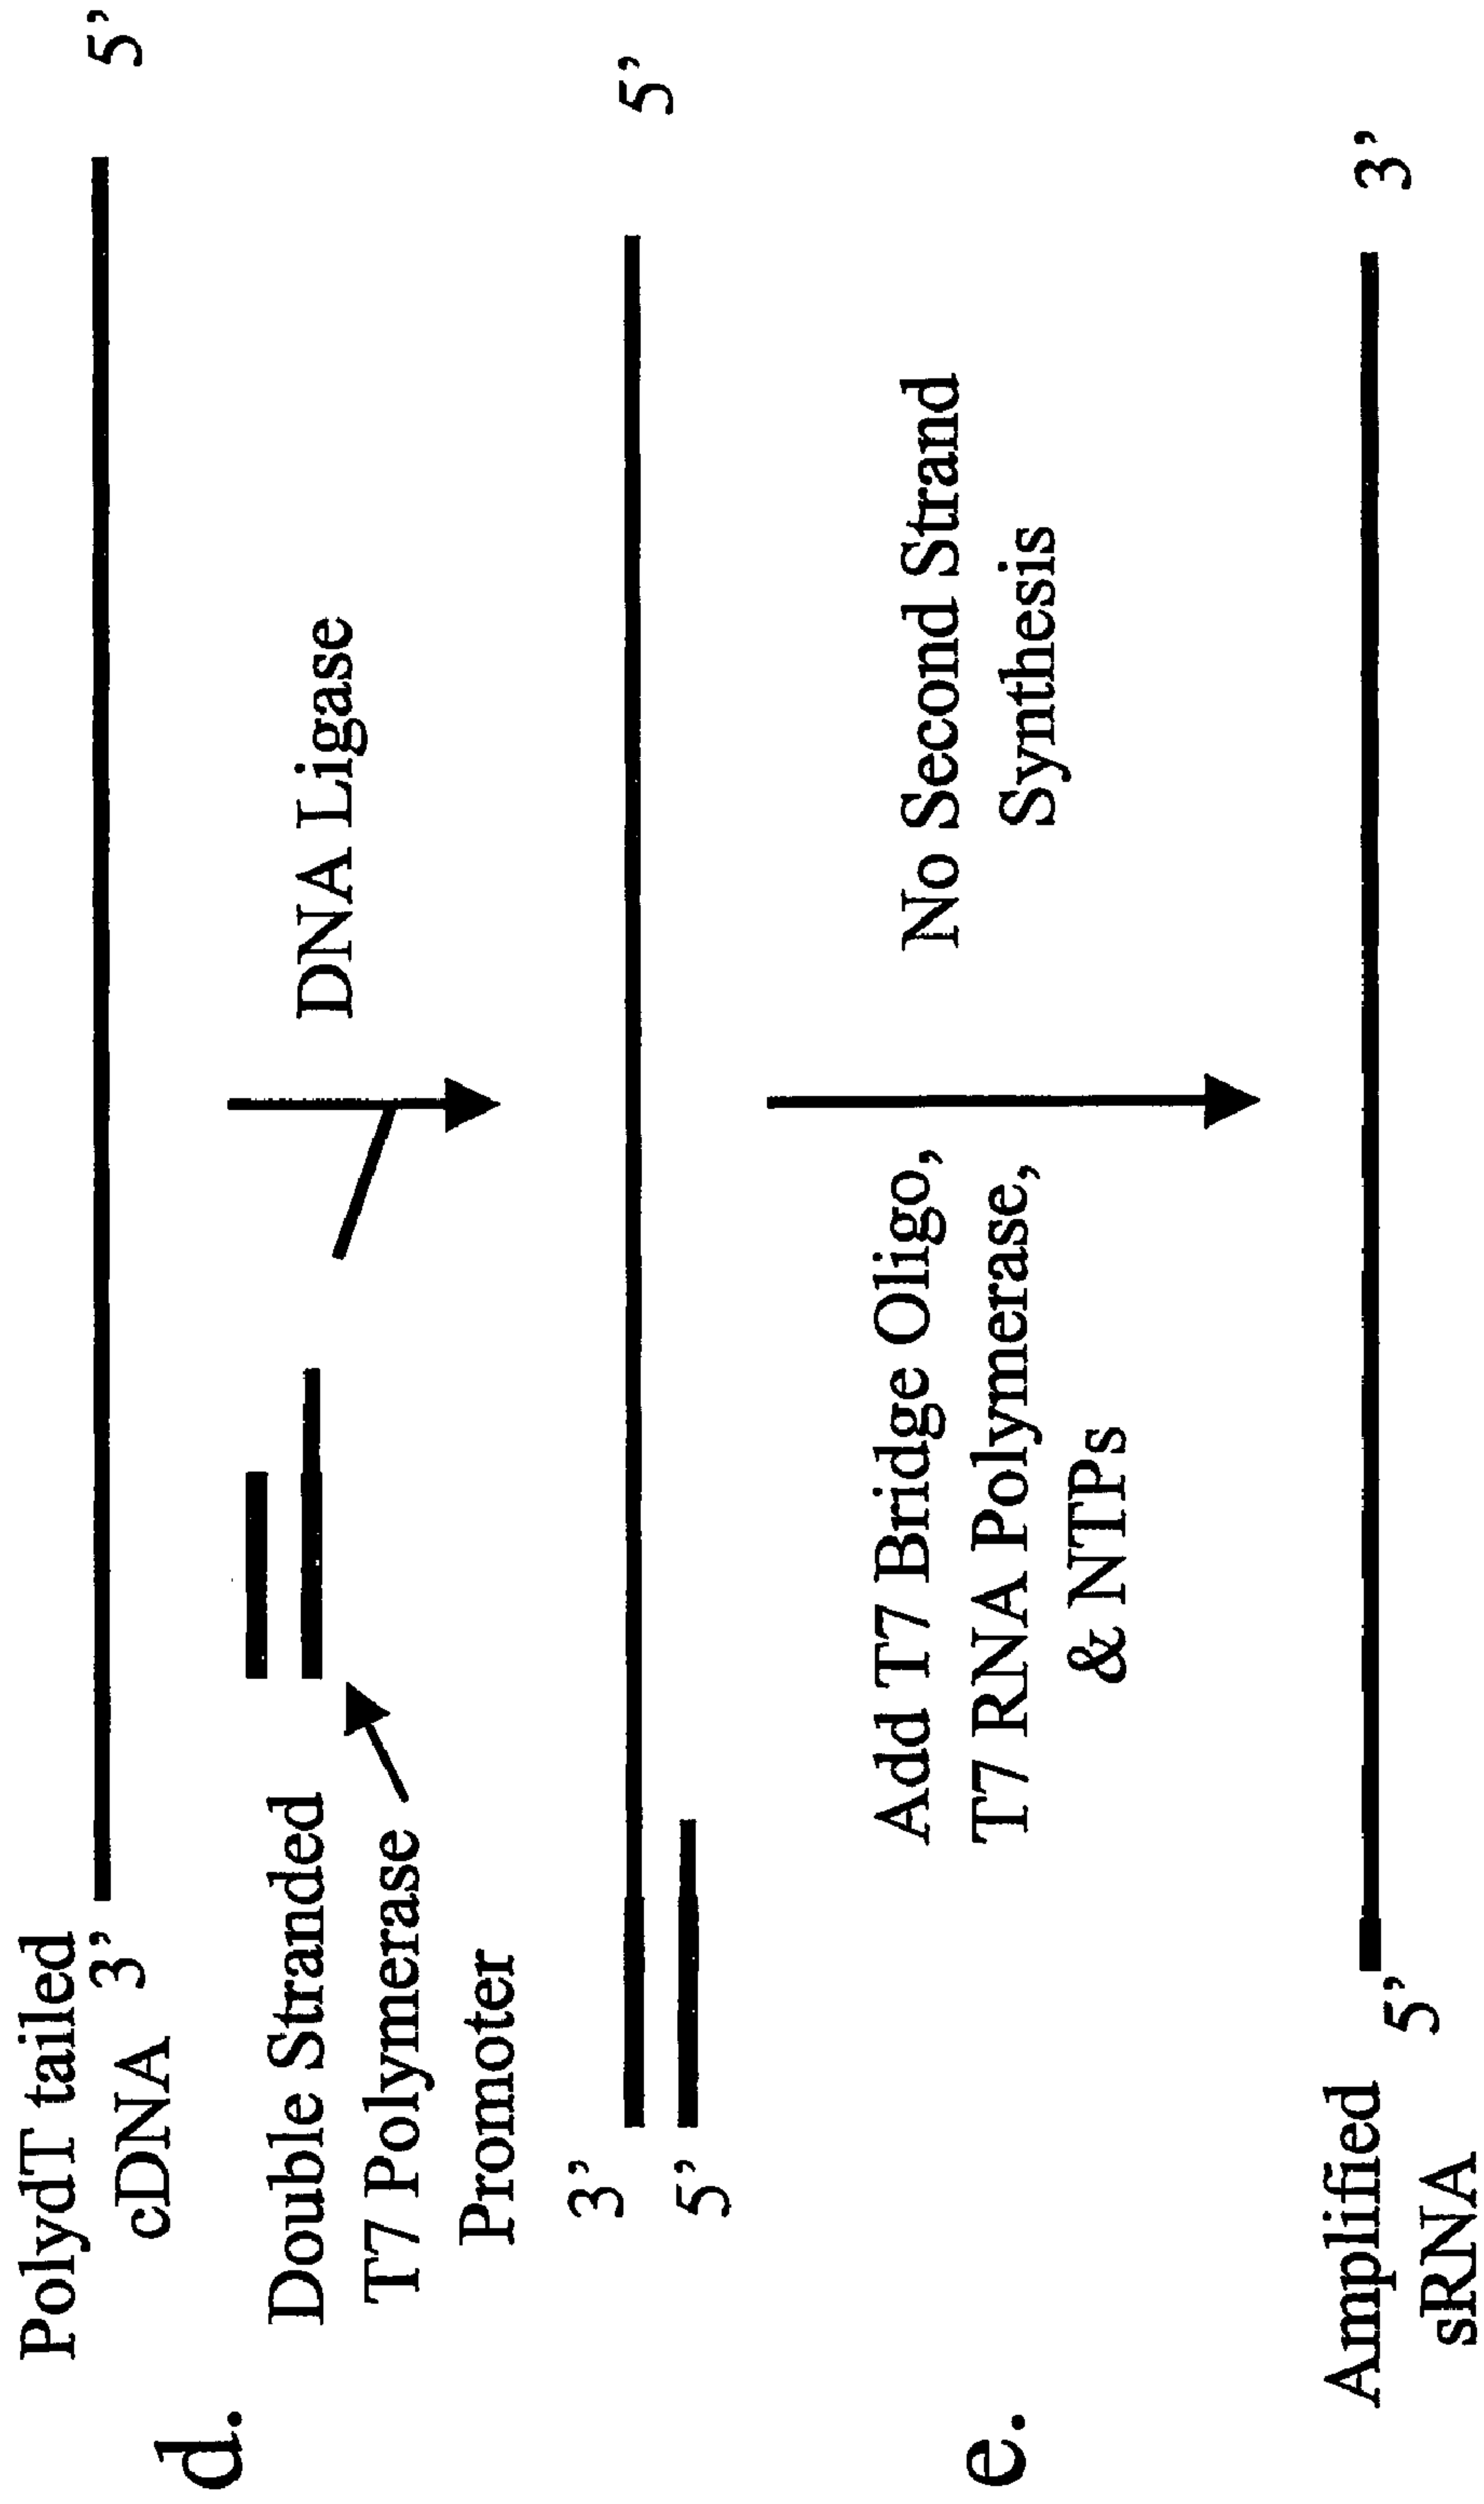 PolydT tailed
cDNA
3’
5’
d.
Double Stranded
T7 Polymerase
Promoter
DNA Ligase
3’
5’
5’
e.
Add T7 Bridge Oligo,
T7 RNA Polymerase,
& NTPs
No Second Strand
Synthesis
Amplified
sRNA
5’
3’